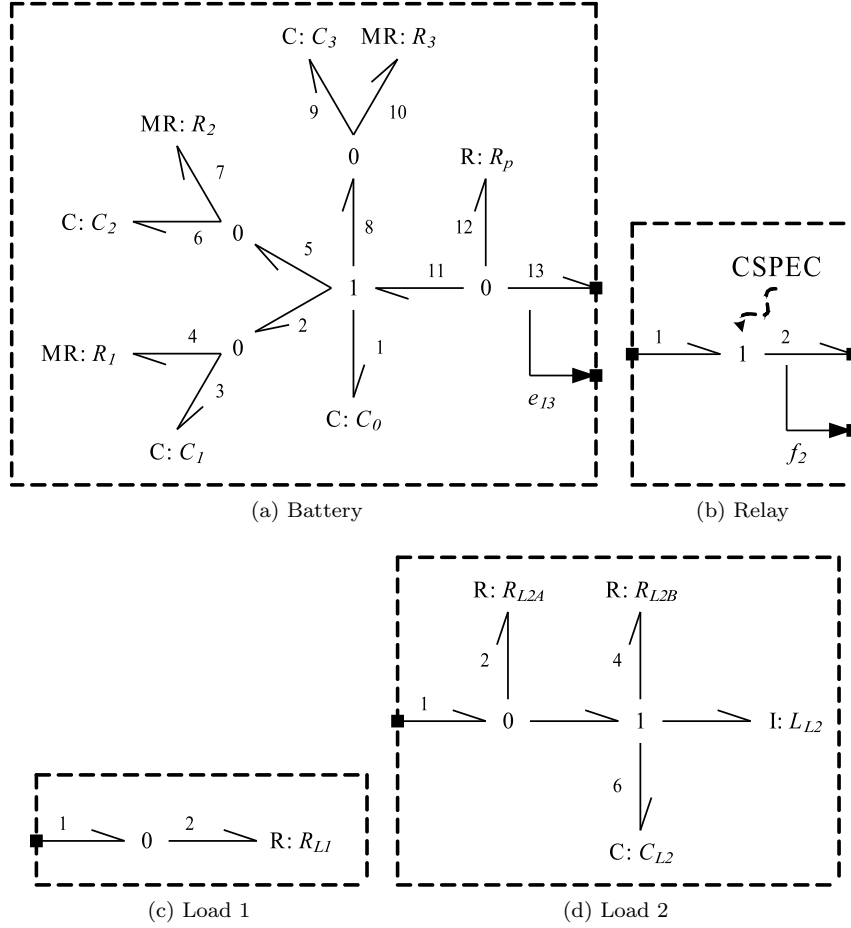 C: C3 MR: R3
9 10
MR: R2
0
R: Rp
7
C: C2
6
0
5
8
12
11
13
1
0
CSPEC
4
MR: R1
0
2
3
1
e13
C: C0
C: C1
1
1
2
f2
(a) Battery
(b) Relay
R: RL2A
R: RL2B
2
4
1
0
1
I: LL2
6
C: CL2
1
0
2
R: RL1
(c) Load 1
(d) Load 2